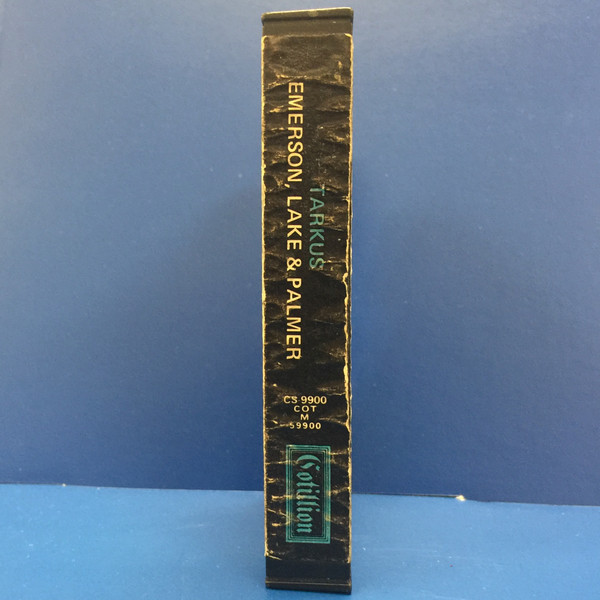 TARKUS
EMERSON, LAKE & PALMER
CS 9900
COT
M
59900
Cotillion